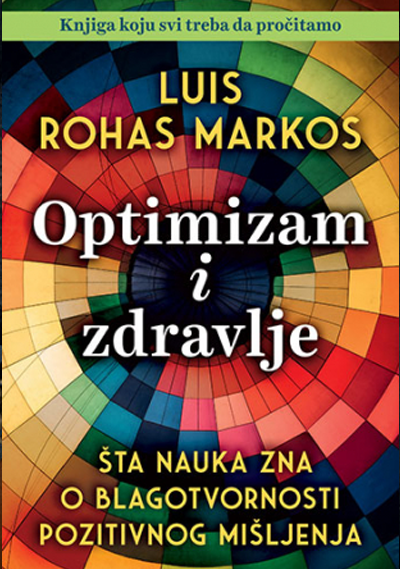 Knjiga koju svi treba da pročitamo
LUIS
ROHAS MARKOS
Optimizam
i
zdravlje
ŠTA NAUKA ZNA
O BLAGOTVORNOSTI
POZITIVNOG MIŠLJENJA